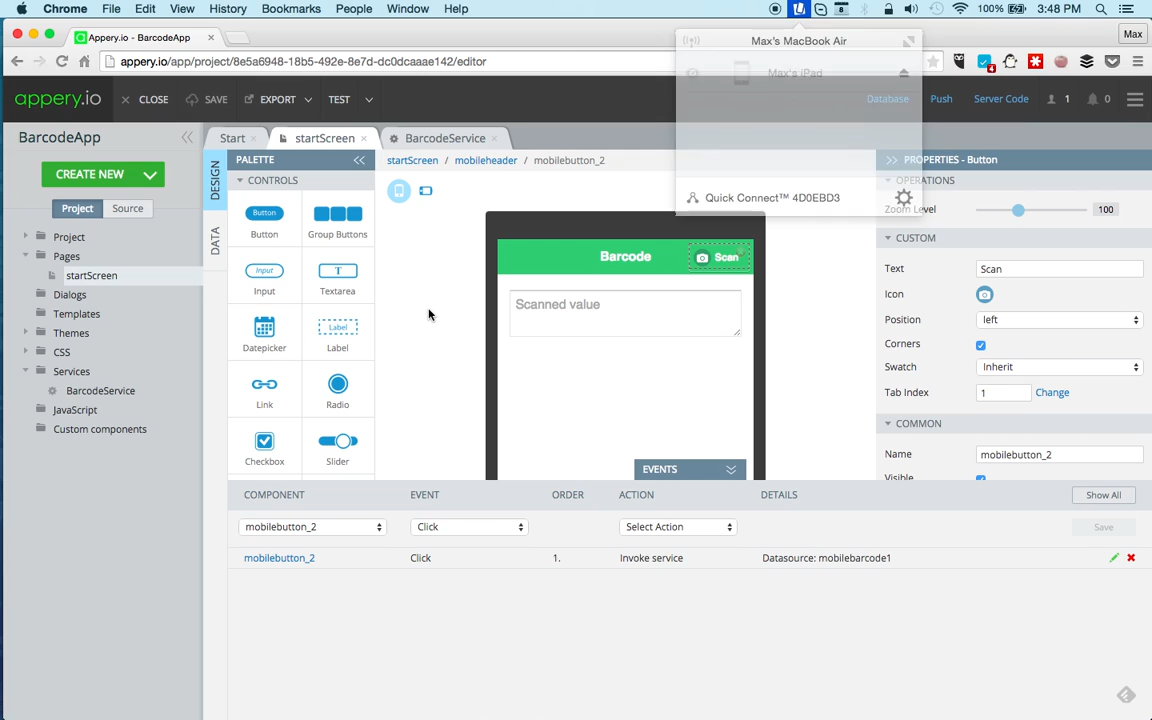 Chrome File Edit View History Bookmarks People Window Help
8 100% 3:48 PM
Appery.io - BarcodeApp
Max
appery.io/app/project/8e5a6948-18b5-492e-8e7d-dc0dcaaae142/editor
4
Max's MacBook Air
Max's iPad
Quick Connect™ 4D0EBD3
appery.io
CLOSE SAVE EXPORT TEST
Database Push Server Code 1 0
BarcodeApp
Start startScreen BarcodeService
CREATE NEW
Project Source
Project
Pages
startScreen
Dialogs
Templates
Themes
CSS
Services
BarcodeService
JavaScript
Custom components
DESIGN
DATA
PALETTE
CONTROLS
Button
Button Group Buttons
Input T
Input Textarea
Label
Datepicker Label
Link Radio
Checkbox Slider
startScreen / mobileheader / mobilebutton_2
Barcode Scan
Scanned value
EVENTS
PROPERTIES - Button
OPERATIONS
Zoom Level 100
CUSTOM
Text Scan
Icon
Position left
Corners
Swatch Inherit
Tab Index 1 Change
COMMON
Name mobilebutton_2
Visible
COMPONENT EVENT ORDER ACTION DETAILS Show All
mobilebutton_2 Click Select Action Save
mobilebutton_2 Click 1. Invoke service Datasource: mobilebarcode1